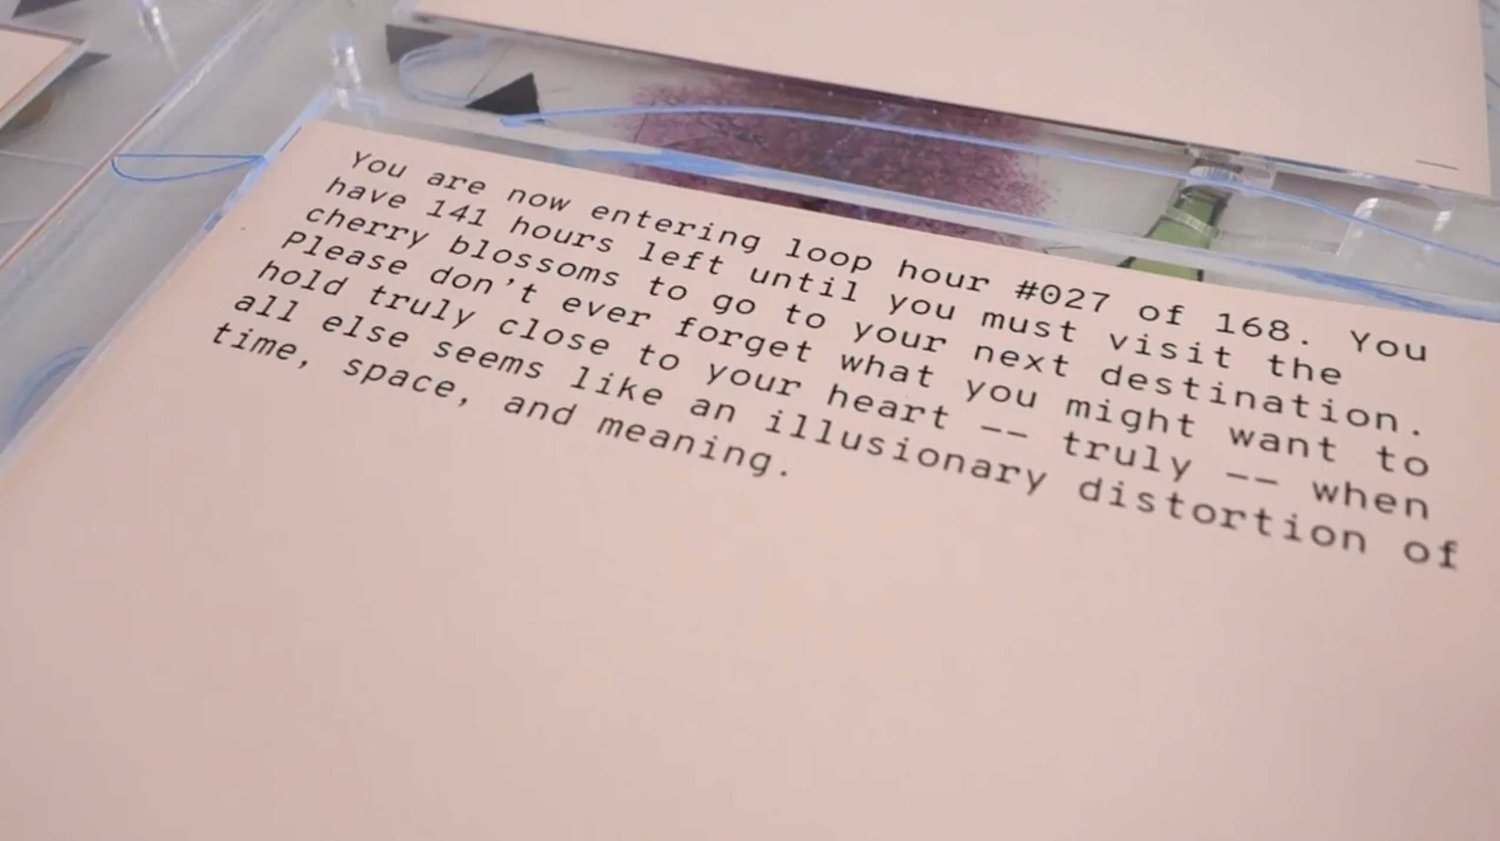 You are now entering loop hour #027 of 168. You
have 141 hours left until you must visit the
cherry blossoms to go to your next destination.
Please don’t ever forget what you might want to
hold truly close to your heart -- truly -- when
all else seems like an illusionary distortion of
time, space, and meaning.